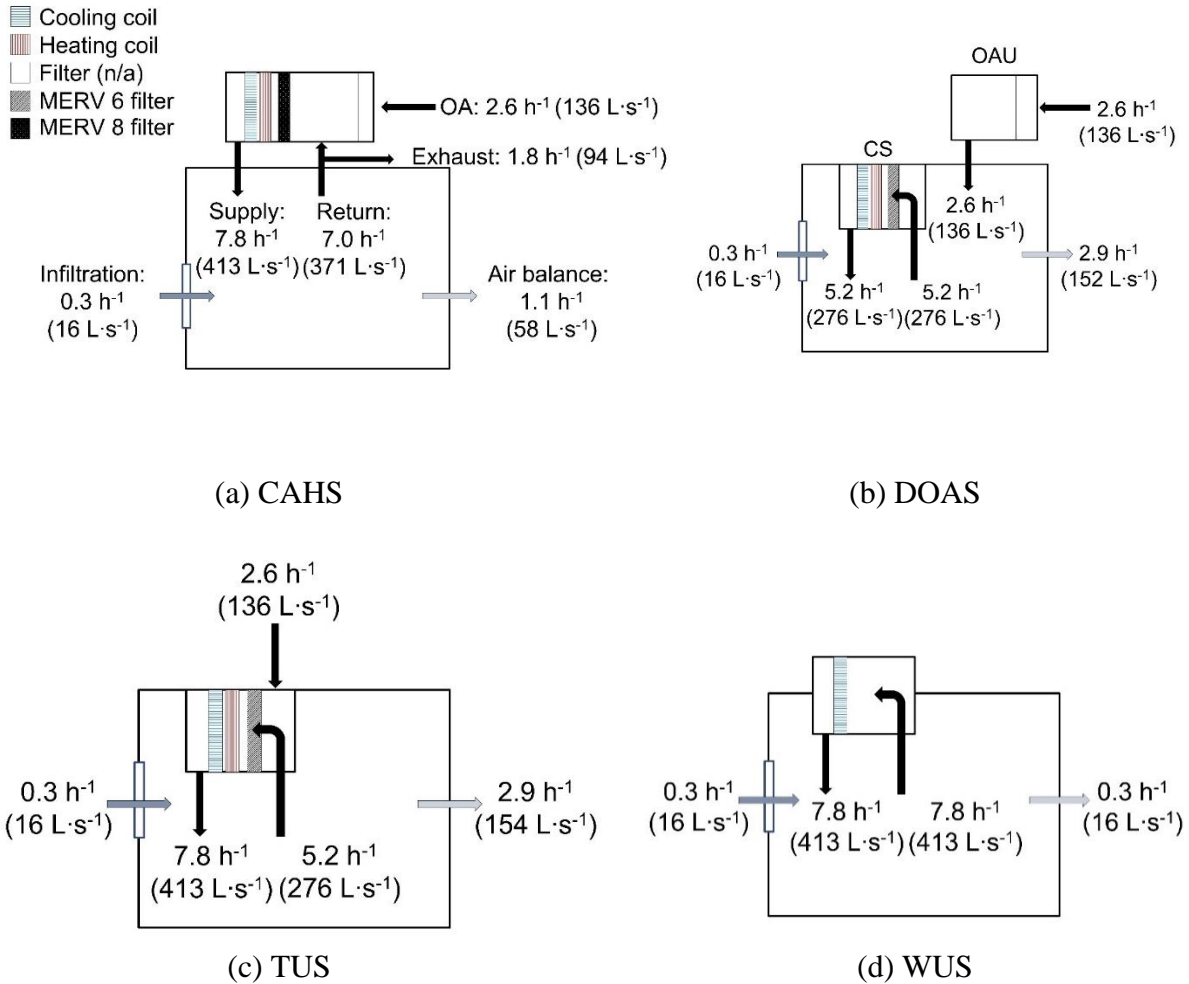 Cooling coil
Heating coil
Filter (n/a)
MERV 6 filter
MERV 8 filter
OA: 2.6 h⁻¹ (136 L·s⁻¹)
Exhaust: 1.8 h⁻¹ (94 L·s⁻¹)
Supply:
7.8 h⁻¹
(413 L·s⁻¹)
Return:
7.0 h⁻¹
(371 L·s⁻¹)
Infiltration:
0.3 h⁻¹
(16 L·s⁻¹)
Air balance:
1.1 h⁻¹
(58 L·s⁻¹)
(a) CAHS
OAU
2.6 h⁻¹
(136 L·s⁻¹)
CS
2.6 h⁻¹
(136 L·s⁻¹)
0.3 h⁻¹
(16 L·s⁻¹)
5.2 h⁻¹
(276 L·s⁻¹)
5.2 h⁻¹
(276 L·s⁻¹)
2.9 h⁻¹
(152 L·s⁻¹)
(b) DOAS
2.6 h⁻¹
(136 L·s⁻¹)
0.3 h⁻¹
(16 L·s⁻¹)
7.8 h⁻¹
(413 L·s⁻¹)
5.2 h⁻¹
(276 L·s⁻¹)
2.9 h⁻¹
(154 L·s⁻¹)
(c) TUS
0.3 h⁻¹
(16 L·s⁻¹)
7.8 h⁻¹
(413 L·s⁻¹)
7.8 h⁻¹
(413 L·s⁻¹)
0.3 h⁻¹
(16 L·s⁻¹)
(d) WUS